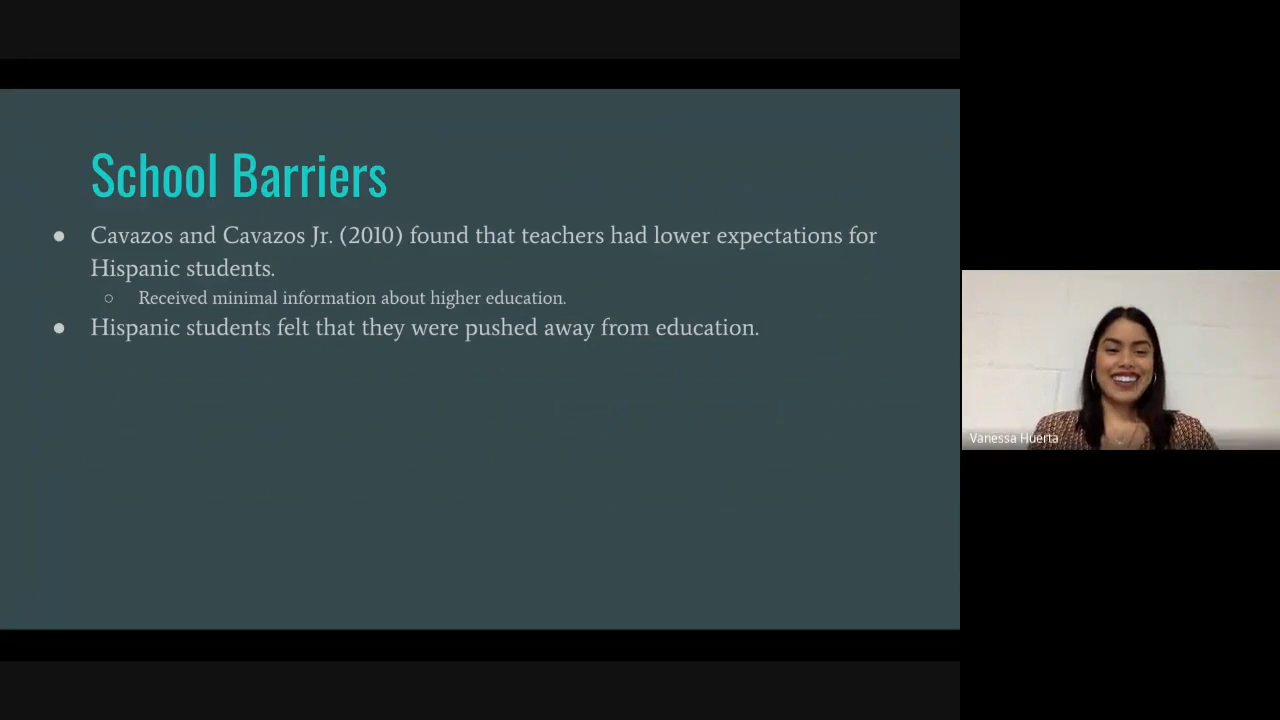 School Barriers
● Cavazos and Cavazos Jr. (2010) found that teachers had lower expectations for
Hispanic students.
○ Received minimal information about higher education.
● Hispanic students felt that they were pushed away from education.
Vanessa Huerta